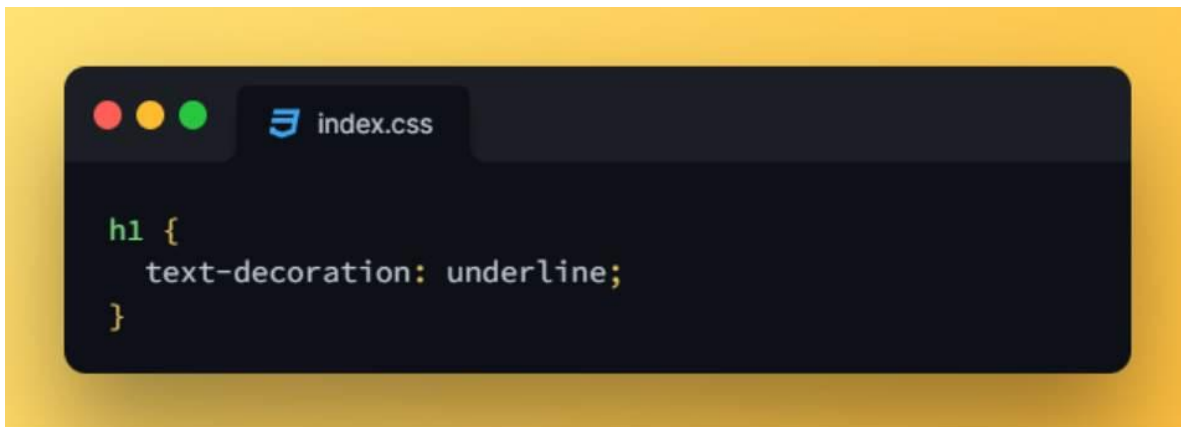 index.css
h1 {
  text-decoration: underline;
}